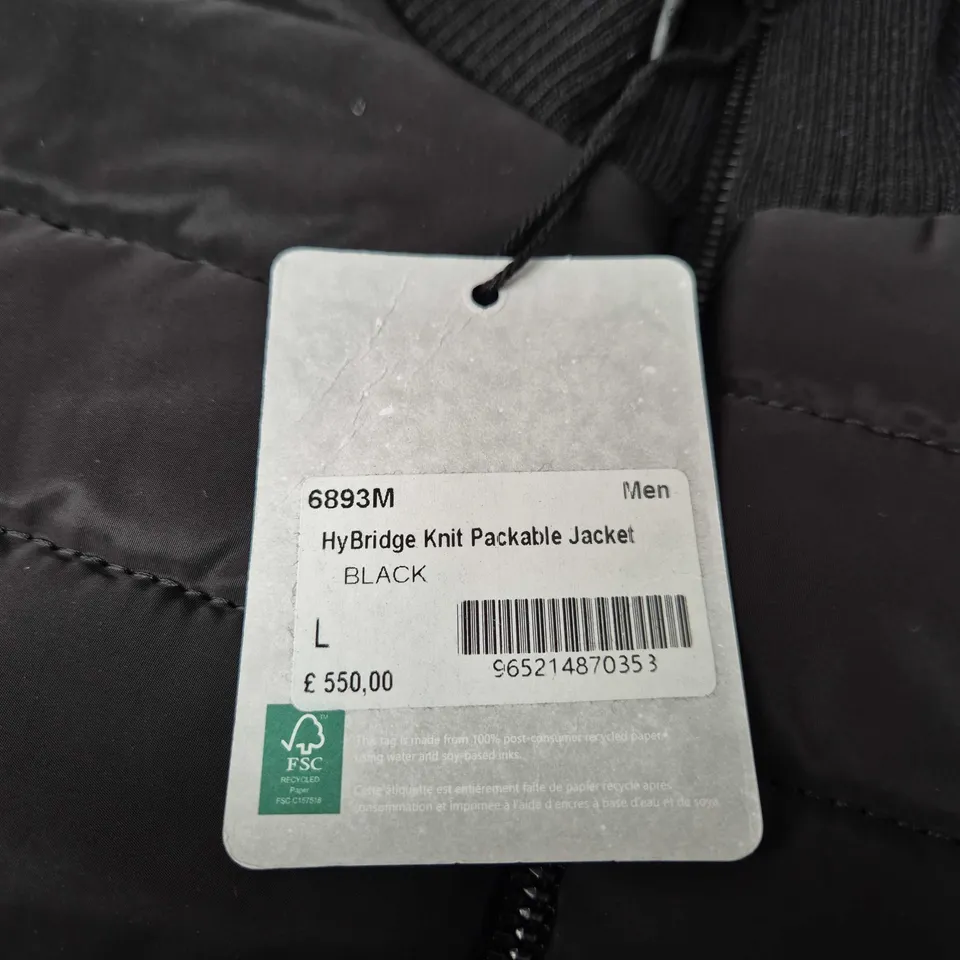 6893M Men
HyBridge Knit Packable Jacket
BLACK
L
965214870353
£ 550,00
FSC
RECYCLED
Paper
FSC C157518
This tag is made from 100% post-consumer recycled paper
using water and soy-based inks.
Cette étiquette est entièrement faite de papier recyclé après
consommation et imprimée à l'aide d'encres à base d'eau et de soya